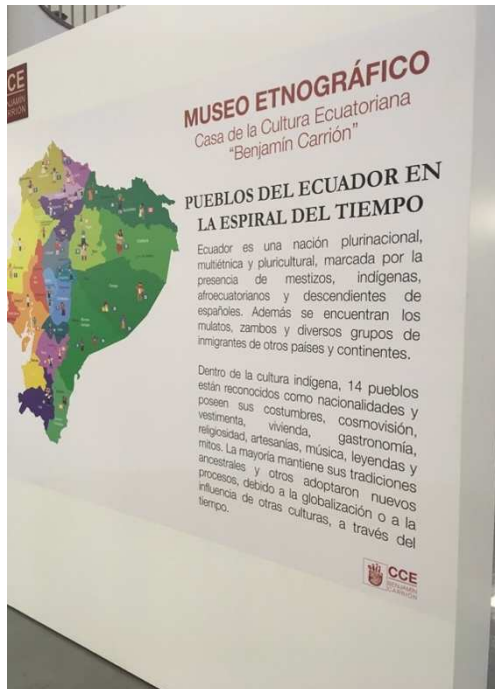 CCE
BENJAMÍN
CARRIÓN
MUSEO ETNOGRÁFICO
Casa de la Cultura Ecuatoriana
"Benjamín Carrión"
PUEBLOS DEL ECUADOR EN
LA ESPIRAL DEL TIEMPO
Ecuador es una nación plurinacional,
multiétnica y pluricultural, marcada por la
presencia de mestizos, indígenas,
afroecuatorianos y descendientes de
españoles. Además se encuentran los
mulatos, zambos y diversos grupos de
inmigrantes de otros países y continentes.
Dentro de la cultura indígena, 14 pueblos
están reconocidos como nacionalidades y
poseen sus costumbres, cosmovisión,
vestimenta, vivienda, gastronomía,
religiosidad, artesanías, música, leyendas y
mitos. La mayoría mantiene sus tradiciones
ancestrales y otros adoptaron nuevos
procesos, debido a la globalización o a la
influencia de otras culturas, a través del
tiempo.
CCE
BENJAMÍN
CARRIÓN